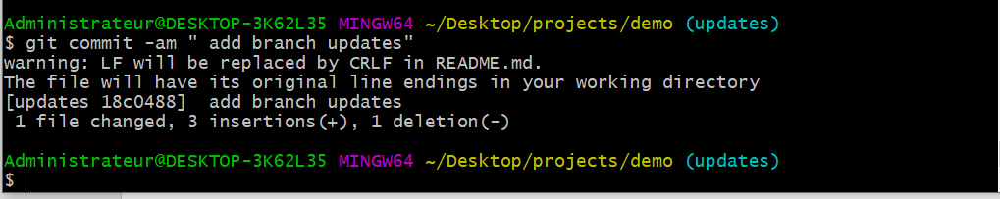 Administrateur@DESKTOP-3K62L35 MINGW64 ~/Desktop/projects/demo (updates)
$ git commit -am " add branch updates"
warning: LF will be replaced by CRLF in README.md.
The file will have its original line endings in your working directory
[updates 18c0488]  add branch updates
 1 file changed, 3 insertions(+), 1 deletion(-)
Administrateur@DESKTOP-3K62L35 MINGW64 ~/Desktop/projects/demo (updates)
$